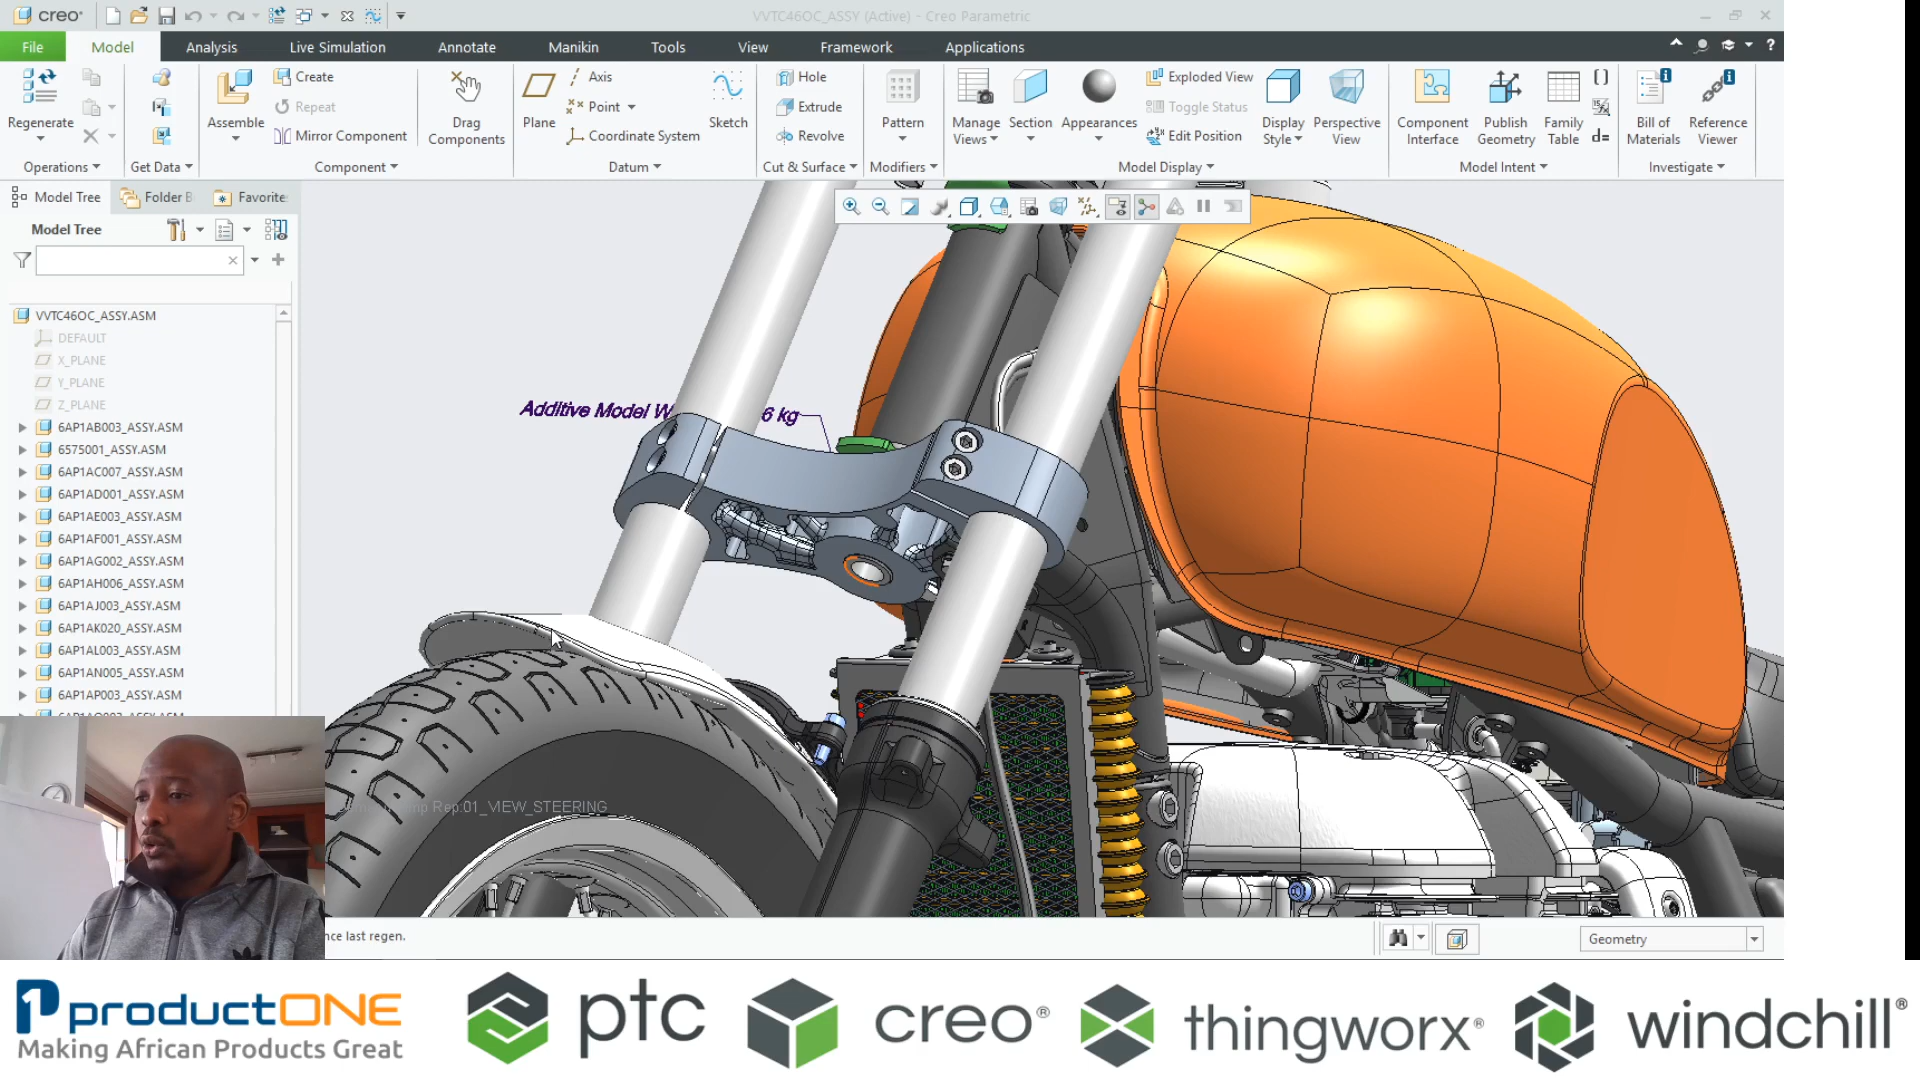 creo®
VVTC46OC_ASSY (Active) - Creo Parametric
File
Model
Analysis
Live Simulation
Annotate
Manikin
Tools
View
Framework
Applications
Regenerate
Operations
Get Data
Assemble
Create
Repeat
Mirror Component
Component
Drag Components
Plane
Axis
Point
Coordinate System
Sketch
Datum
Hole
Extrude
Revolve
Cut & Surface
Pattern
Modifiers
Manage Views
Section
Appearances
Exploded View
Toggle Status
Edit Position
Display Style
Perspective View
Model Display
Component Interface
Publish Geometry
Family Table
Model Intent
Bill of Materials
Reference Viewer
Investigate
Model Tree
Folder B
Favorite
Model Tree
VVTC46OC_ASSY.ASM
DEFAULT
X_PLANE
Y_PLANE
Z_PLANE
6AP1AB003_ASSY.ASM
6575001_ASSY.ASM
6AP1AC007_ASSY.ASM
6AP1AD001_ASSY.ASM
6AP1AE003_ASSY.ASM
6AP1AF001_ASSY.ASM
6AP1AG002_ASSY.ASM
6AP1AH006_ASSY.ASM
6AP1AJ003_ASSY.ASM
6AP1AK020_ASSY.ASM
6AP1AL003_ASSY.ASM
6AP1AN005_ASSY.ASM
6AP1AP003_ASSY.ASM
Additive Model W
6 kg
Rep:01_VIEW_STEERING
nce last regen.
Geometry
productONE
Making African Products Great
ptc
creo®
thingworx®
windchill®